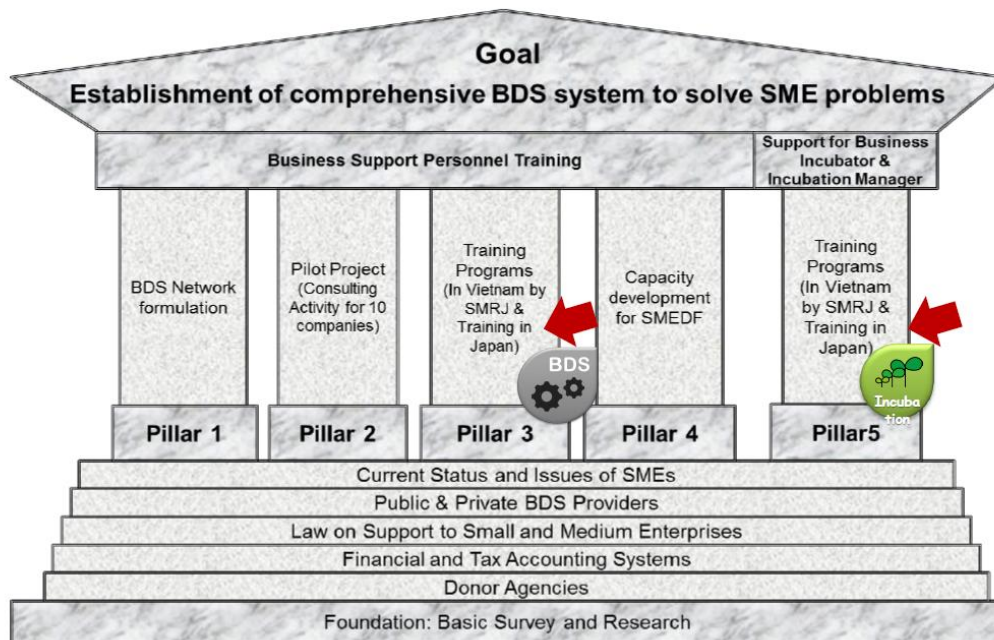 Goal
Establishment of comprehensive BDS system to solve SME problems
Business Support Personnel Training
Support for Business
Incubator &
Incubation Manager
BDS Network
formulation
Pilot Project
(Consulting
Activity for 10
companies)
Training
Programs
(In Vietnam by
SMRJ &
Training in
Japan)
BDS
Capacity
development
for SMEDF
Training
Programs
(In Vietnam
by SMRJ &
Training in
Japan)
Incuba
tion
Pillar 1
Pillar 2
Pillar 3
Pillar 4
Pillar5
Current Status and Issues of SMEs
Public & Private BDS Providers
Law on Support to Small and Medium Enterprises
Financial and Tax Accounting Systems
Donor Agencies
Foundation: Basic Survey and Research